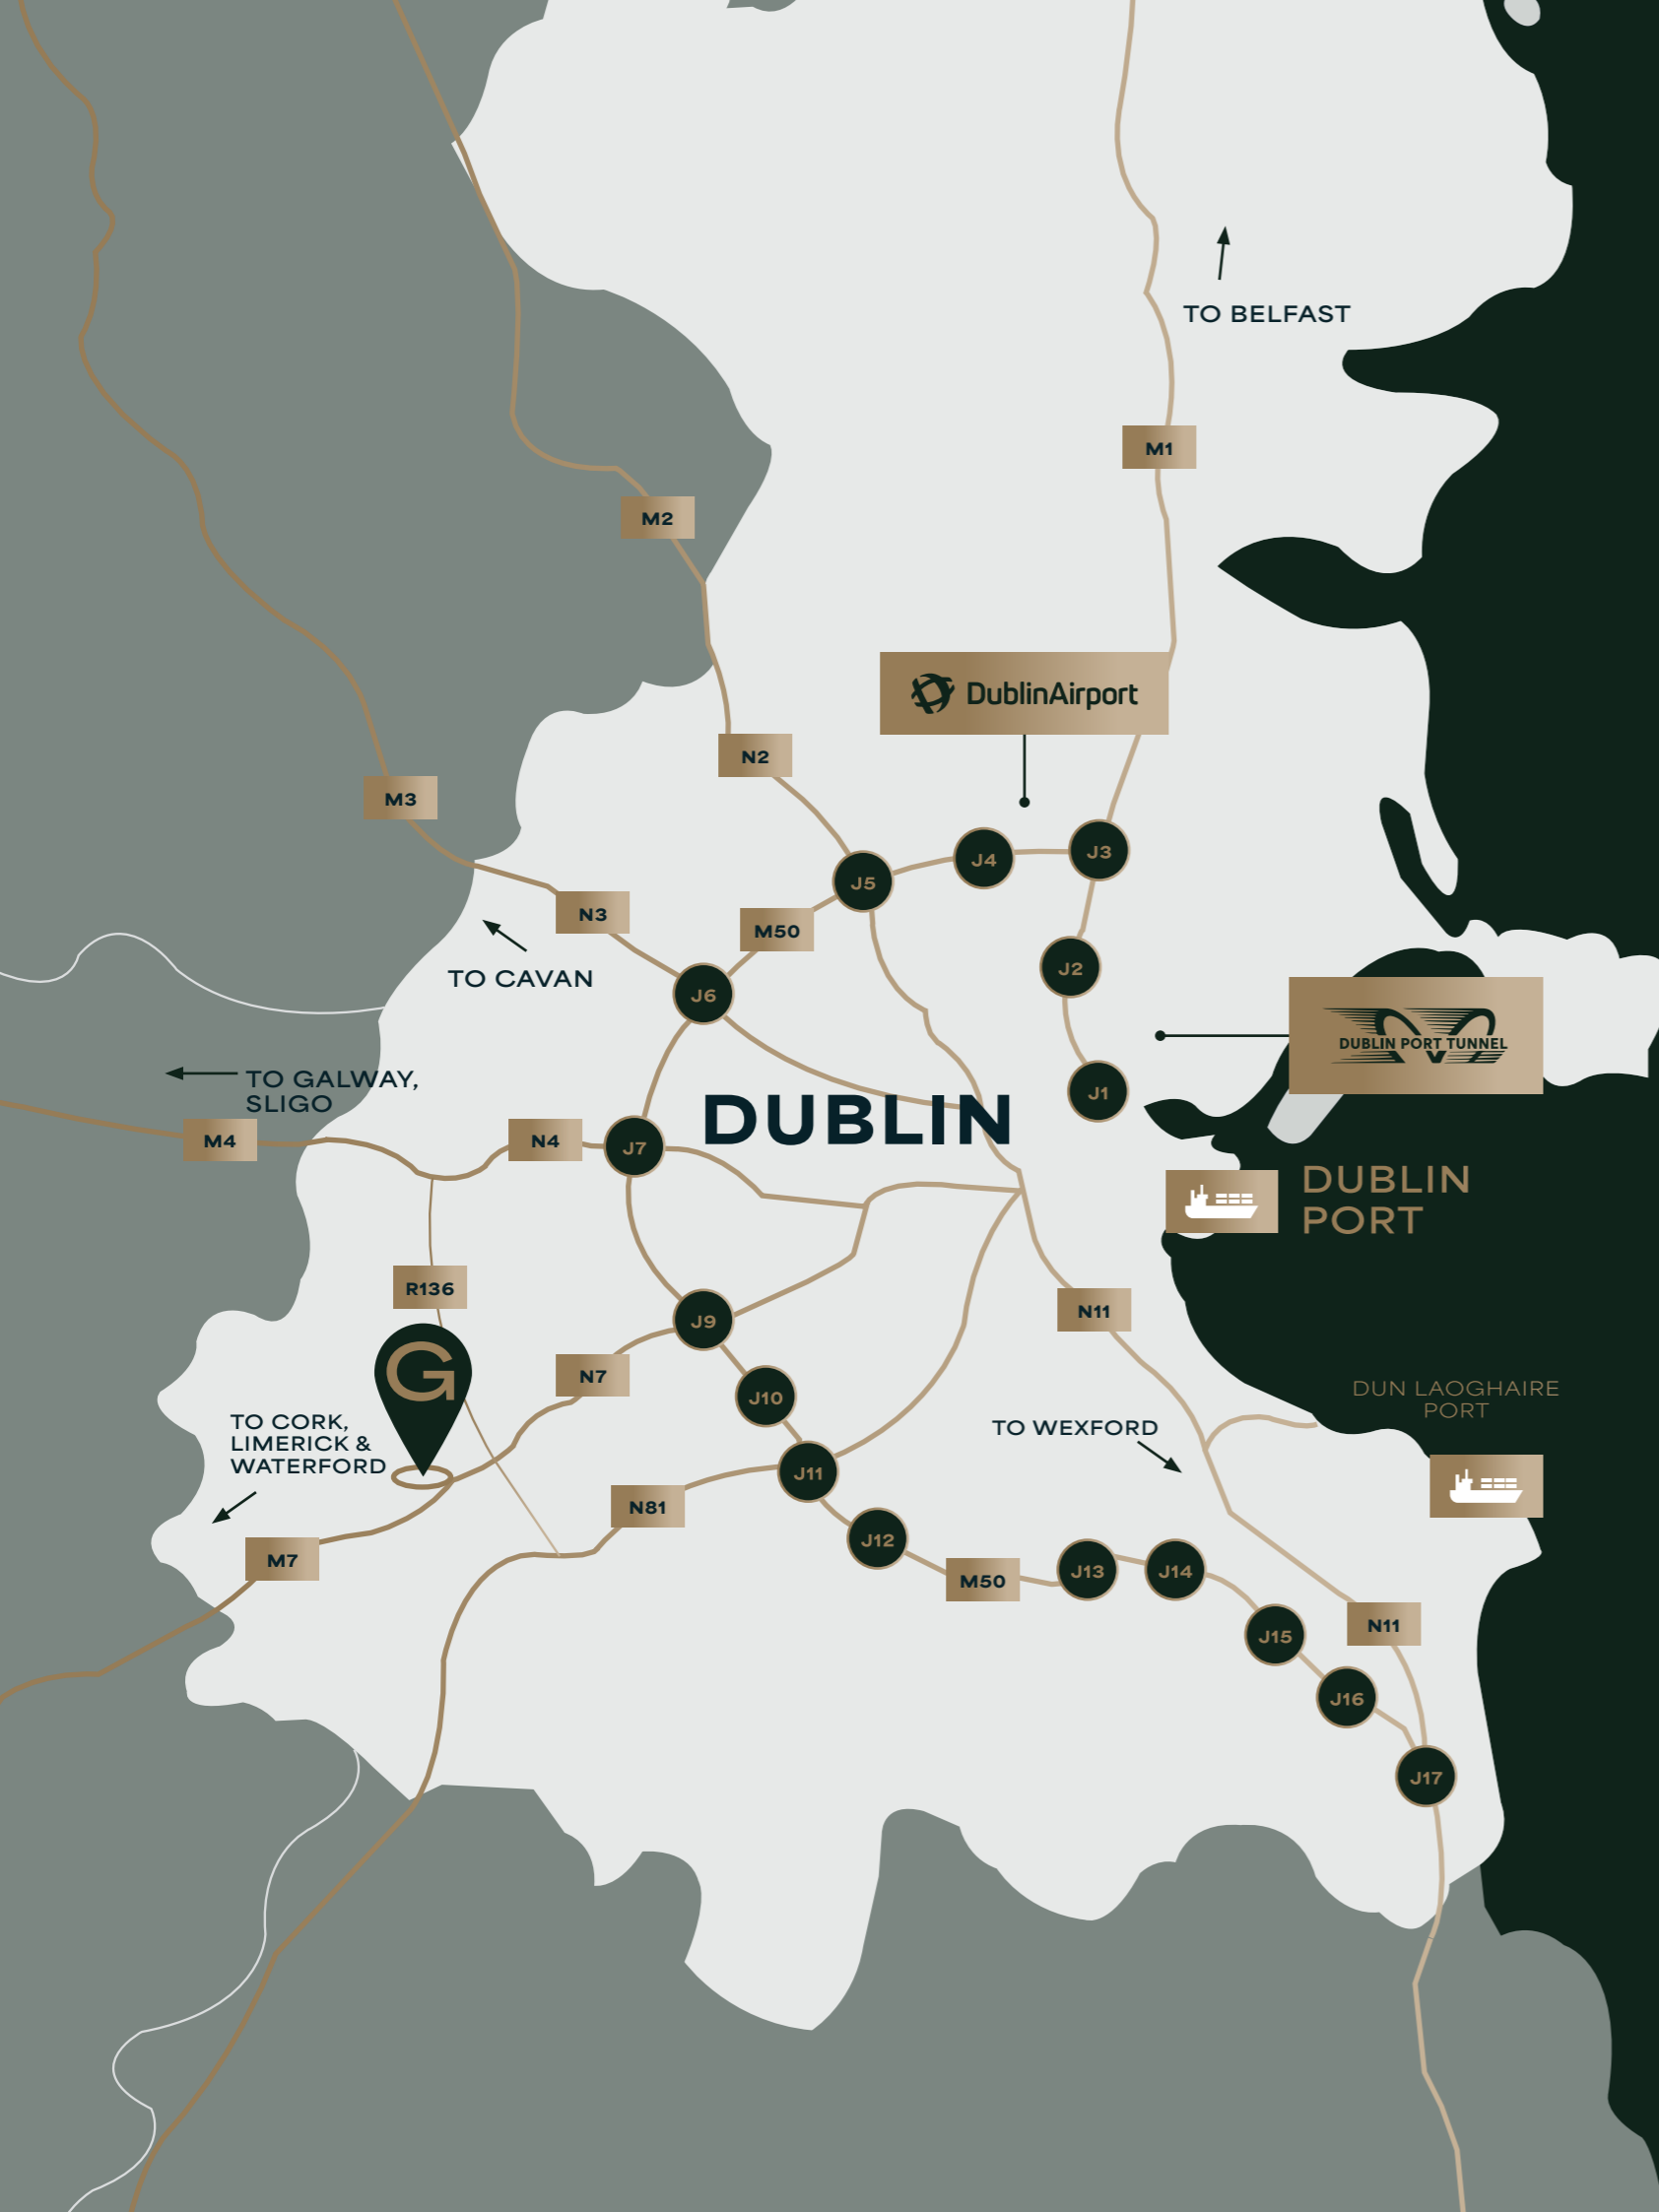 TO BELFAST
M1
M2
DublinAirport
N2
M3
J3
J4
J5
N3
M50
J2
TO CAVAN
J6
DUBLIN PORT TUNNEL
TO GALWAY,
SLIGO
J1
DUBLIN
M4
N4
J7
DUBLIN
PORT
R136
N11
J9
G
N7
J10
DUN LAOGHAIRE
PORT
TO CORK,
LIMERICK &
WATERFORD
TO WEXFORD
J11
N81
J12
M7
M50
J13
J14
J15
N11
J16
J17